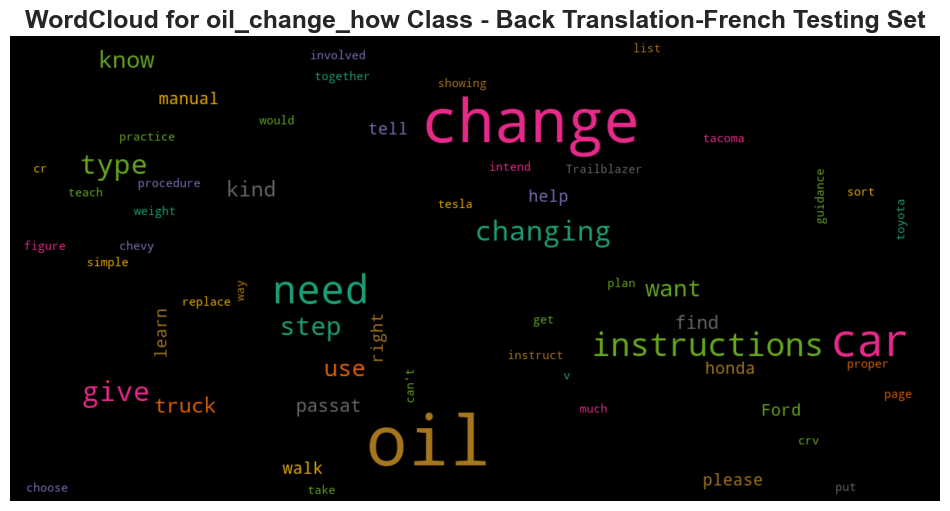 WordCloud for oil_change_how Class - Back Translation-French Testing Set
list
involved
know
together
showing
manual
change
would
tell
practice
tacoma
type
intend
Trailblazer
cr
procedure
kind
teach
help
sort
guidance
tesla
weight
toyota
changing
figure
chevy
simple
need
plan
want
way
replace
learn
step
right
get
find
instructions
car
instruct
use
honda
proper
v
can't
give
page
truck
passat
much
Ford
oil
crv
walk
please
choose
take
put